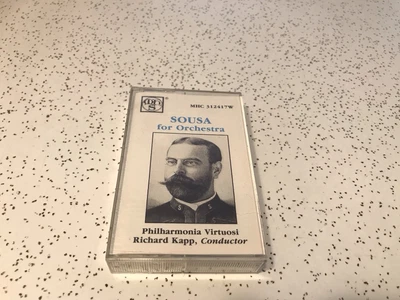 MHC 312417W
SOUSA
for Orchestra
Philharmonia Virtuosi
Richard Kapp, Conductor